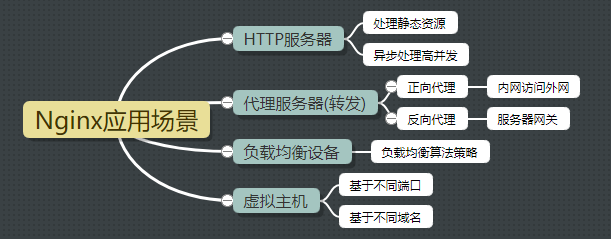 Nginx应用场景
HTTP服务器
处理静态资源
异步处理高并发
代理服务器(转发)
正向代理
内网访问外网
反向代理
服务器网关
负载均衡设备
负载均衡算法策略
虚拟主机
基于不同端口
基于不同域名